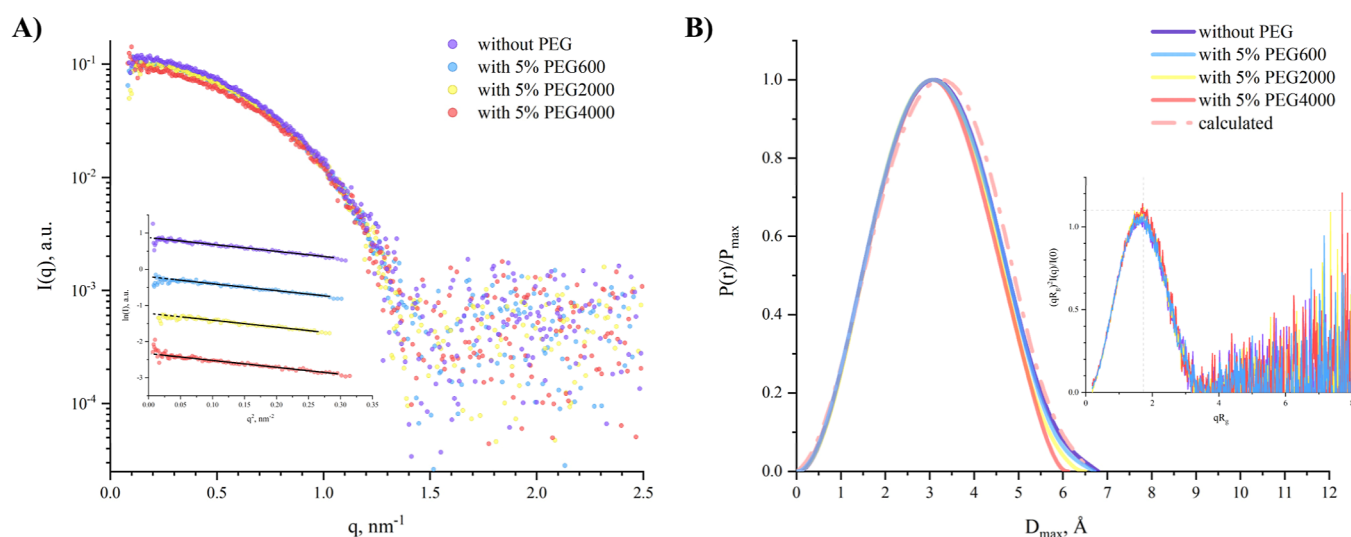 A)
without PEG
with 5% PEG600
with 5% PEG2000
with 5% PEG4000
I(q), a.u.
10⁻¹
10⁻²
10⁻³
10⁻⁴
0.0 0.5 1.0 1.5 2.0 2.5
q, nm⁻¹
ln(I), a.u.
1
0
-1
-2
-3
0.00 0.05 0.10 0.15 0.20 0.25 0.30 0.35
q², nm⁻²
B)
without PEG
with 5% PEG600
with 5% PEG2000
with 5% PEG4000
calculated
P(r)/Pmax
1.0
0.8
0.6
0.4
0.2
0.0
0 1 2 3 4 5 6 7 8 9 10 11 12
Dmax, Å
(qRg)²I(q)/I(0)
1.0
0.5
0.0
0 2 4 6 8
qRg